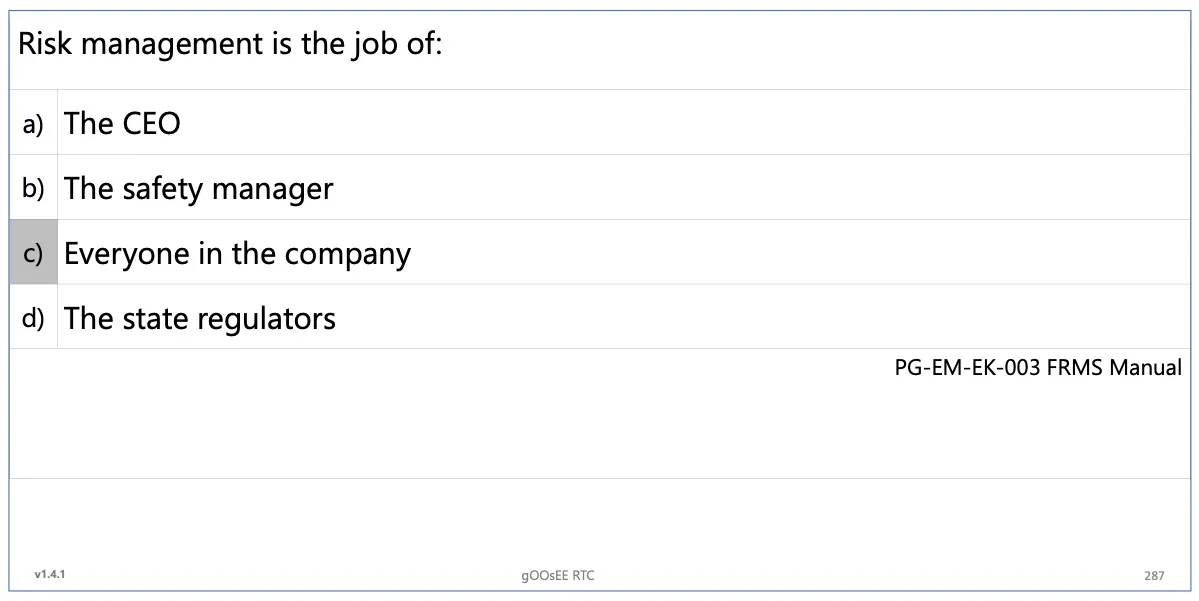 Risk management is the job of:
a) The CEO
b) The safety manager
c) Everyone in the company
d) The state regulators
PG-EM-EK-003 FRMS Manual
v1.4.1 gOOsEE RTC 287